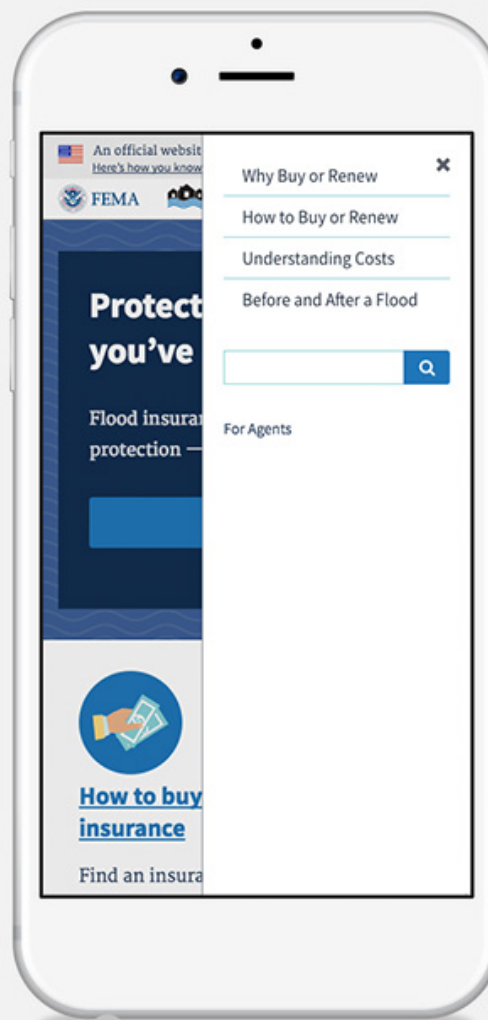 An official websit
Here's how you know
FEMA
Protect
you've
Flood insura
protection —
How to buy
insurance
Find an insura
Why Buy or Renew
How to Buy or Renew
Understanding Costs
Before and After a Flood
For Agents